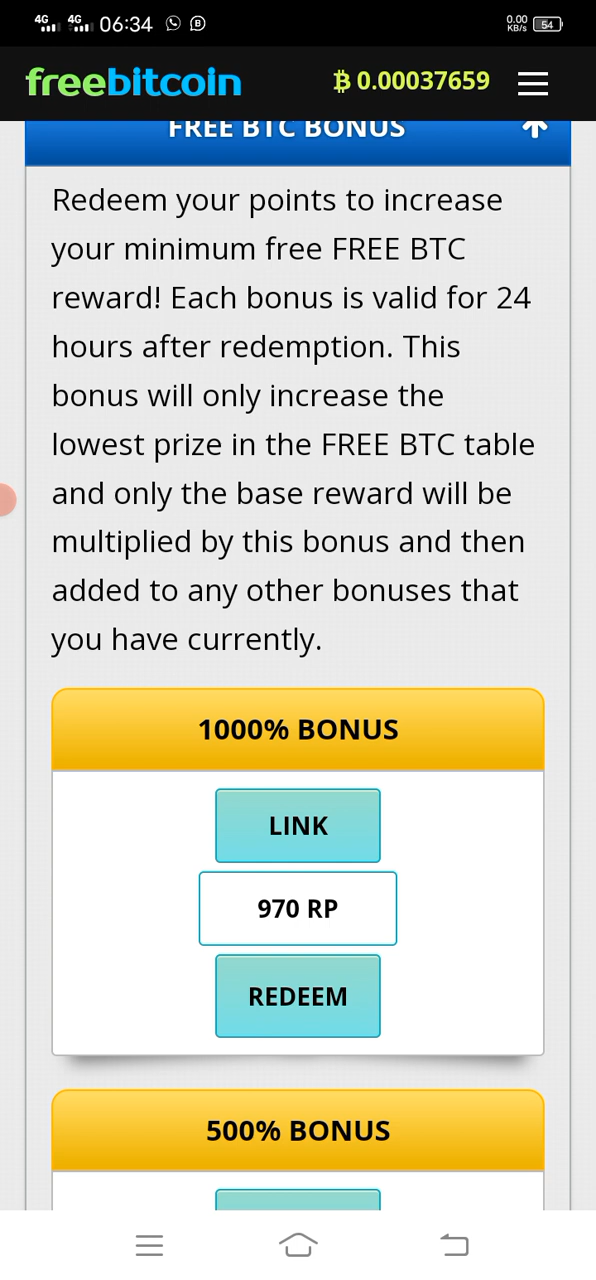 4G 4G 06:34 0.00 KB/s 54
freebitcoin ₿ 0.00037659
FREE BTC BONUS
Redeem your points to increase
your minimum free FREE BTC
reward! Each bonus is valid for 24
hours after redemption. This
bonus will only increase the
lowest prize in the FREE BTC table
and only the base reward will be
multiplied by this bonus and then
added to any other bonuses that
you have currently.
1000% BONUS
LINK
970 RP
REDEEM
500% BONUS